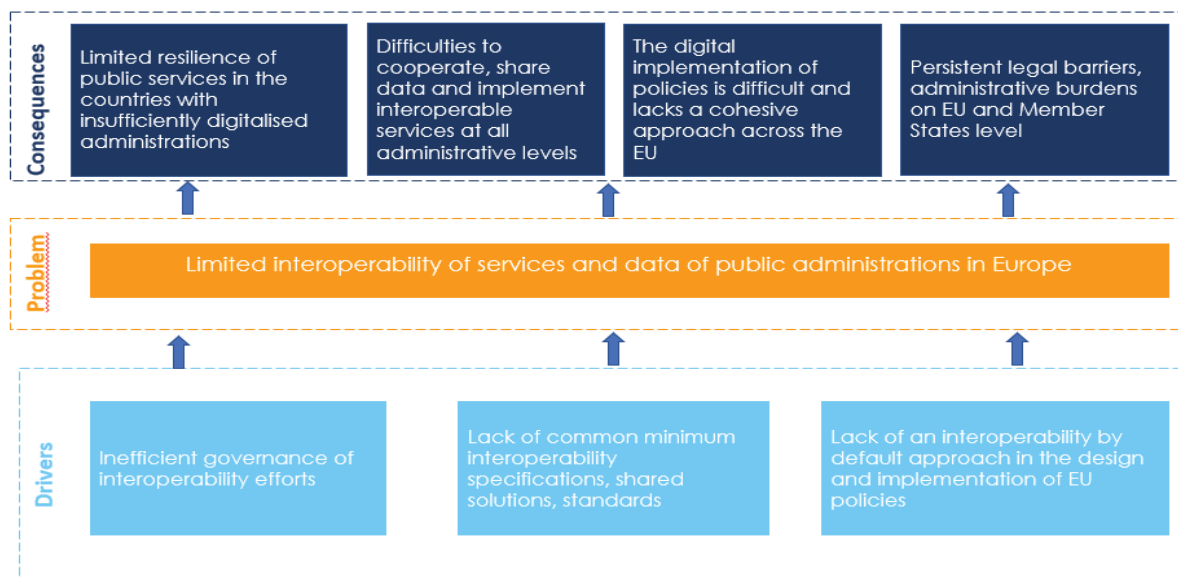 Consequences
Limited resilience of
public services in the
countries with
insufficiently digitalised
administrations
Difficulties to
cooperate, share
data and implement
interoperable
services at all
administrative levels
The digital
implementation of
policies is difficult and
lacks a cohesive
approach across the
EU
Persistent legal barriers,
administrative burdens
on EU and Member
States level
Problem
Limited interoperability of services and data of public administrations in Europe
Drivers
Inefficient governance of
interoperability efforts
Lack of common minimum
interoperability
specifications, shared
solutions, standards
Lack of an interoperability by
default approach in the design
and implementation of EU
policies